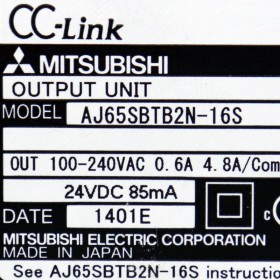 CC-Link
MITSUBISHI
OUTPUT UNIT
MODEL AJ65SBTB2N-16S
OUT 100-240VAC 0.6A 4.8A/Com
24VDC 85mA
DATE 1401E
MITSUBISHI ELECTRIC CORPORATION
MADE IN JAPAN
See AJ65SBTB2N-16S instructi